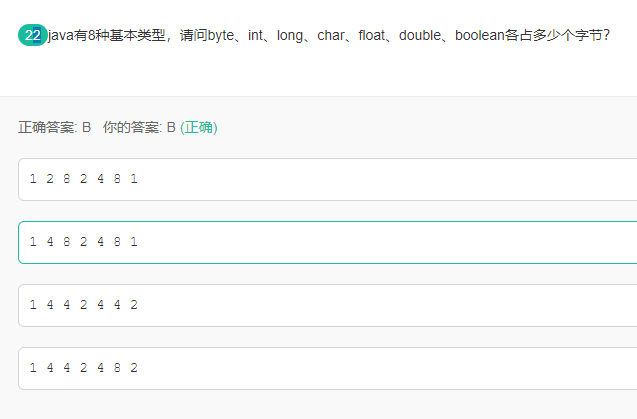 22 java有8种基本类型，请问byte、int、long、char、float、double、boolean各占多少个字节？
正确答案: B 你的答案: B (正确)
1 2 8 2 4 8 1
1 4 8 2 4 8 1
1 4 4 2 4 4 2
1 4 4 2 4 8 2